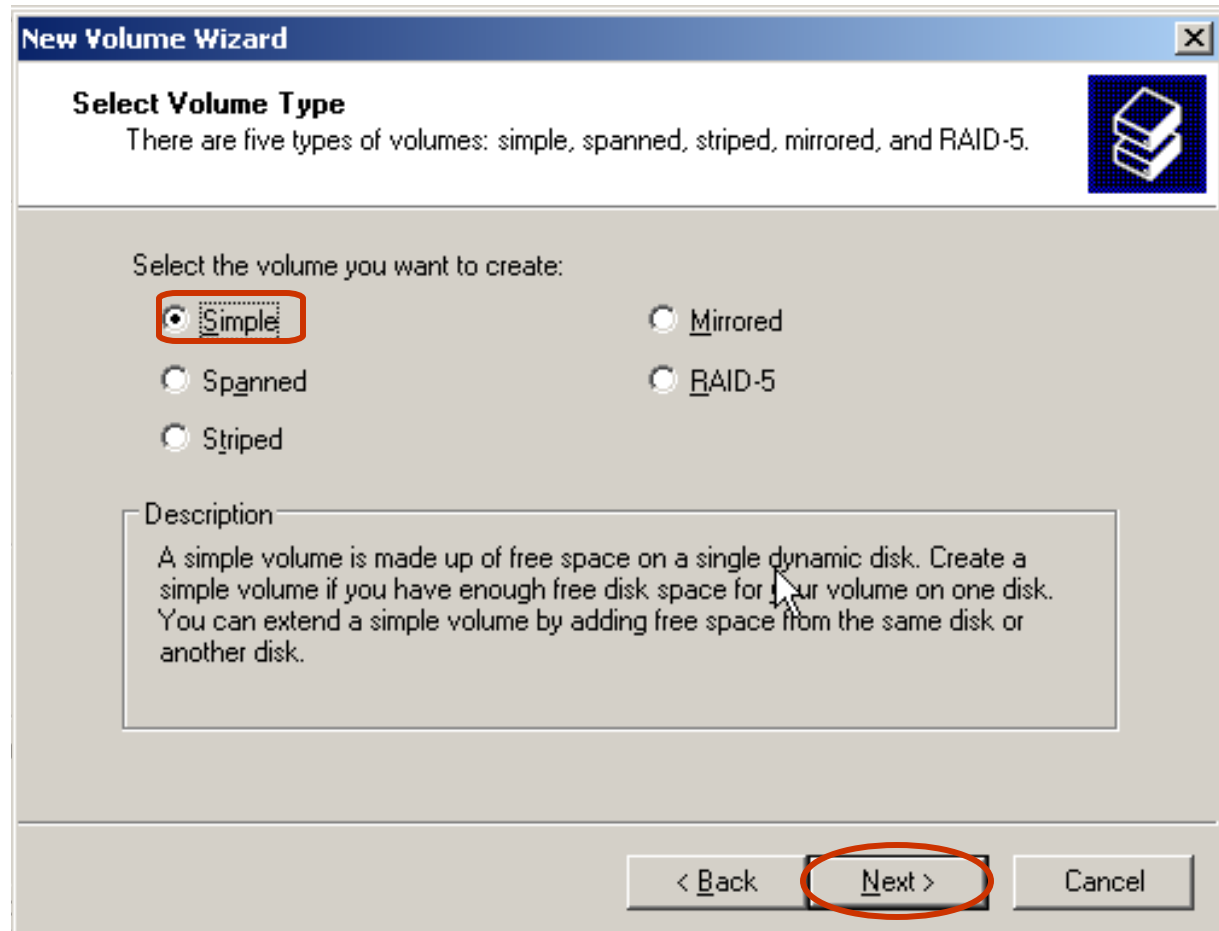 New Volume Wizard
Select Volume Type
There are five types of volumes: simple, spanned, striped, mirrored, and RAID-5.
Select the volume you want to create:
Simple
Mirrored
Spanned
RAID-5
Striped
Description
A simple volume is made up of free space on a single dynamic disk. Create a
simple volume if you have enough free disk space for your volume on one disk.
You can extend a simple volume by adding free space from the same disk or
another disk.
< Back
Next >
Cancel